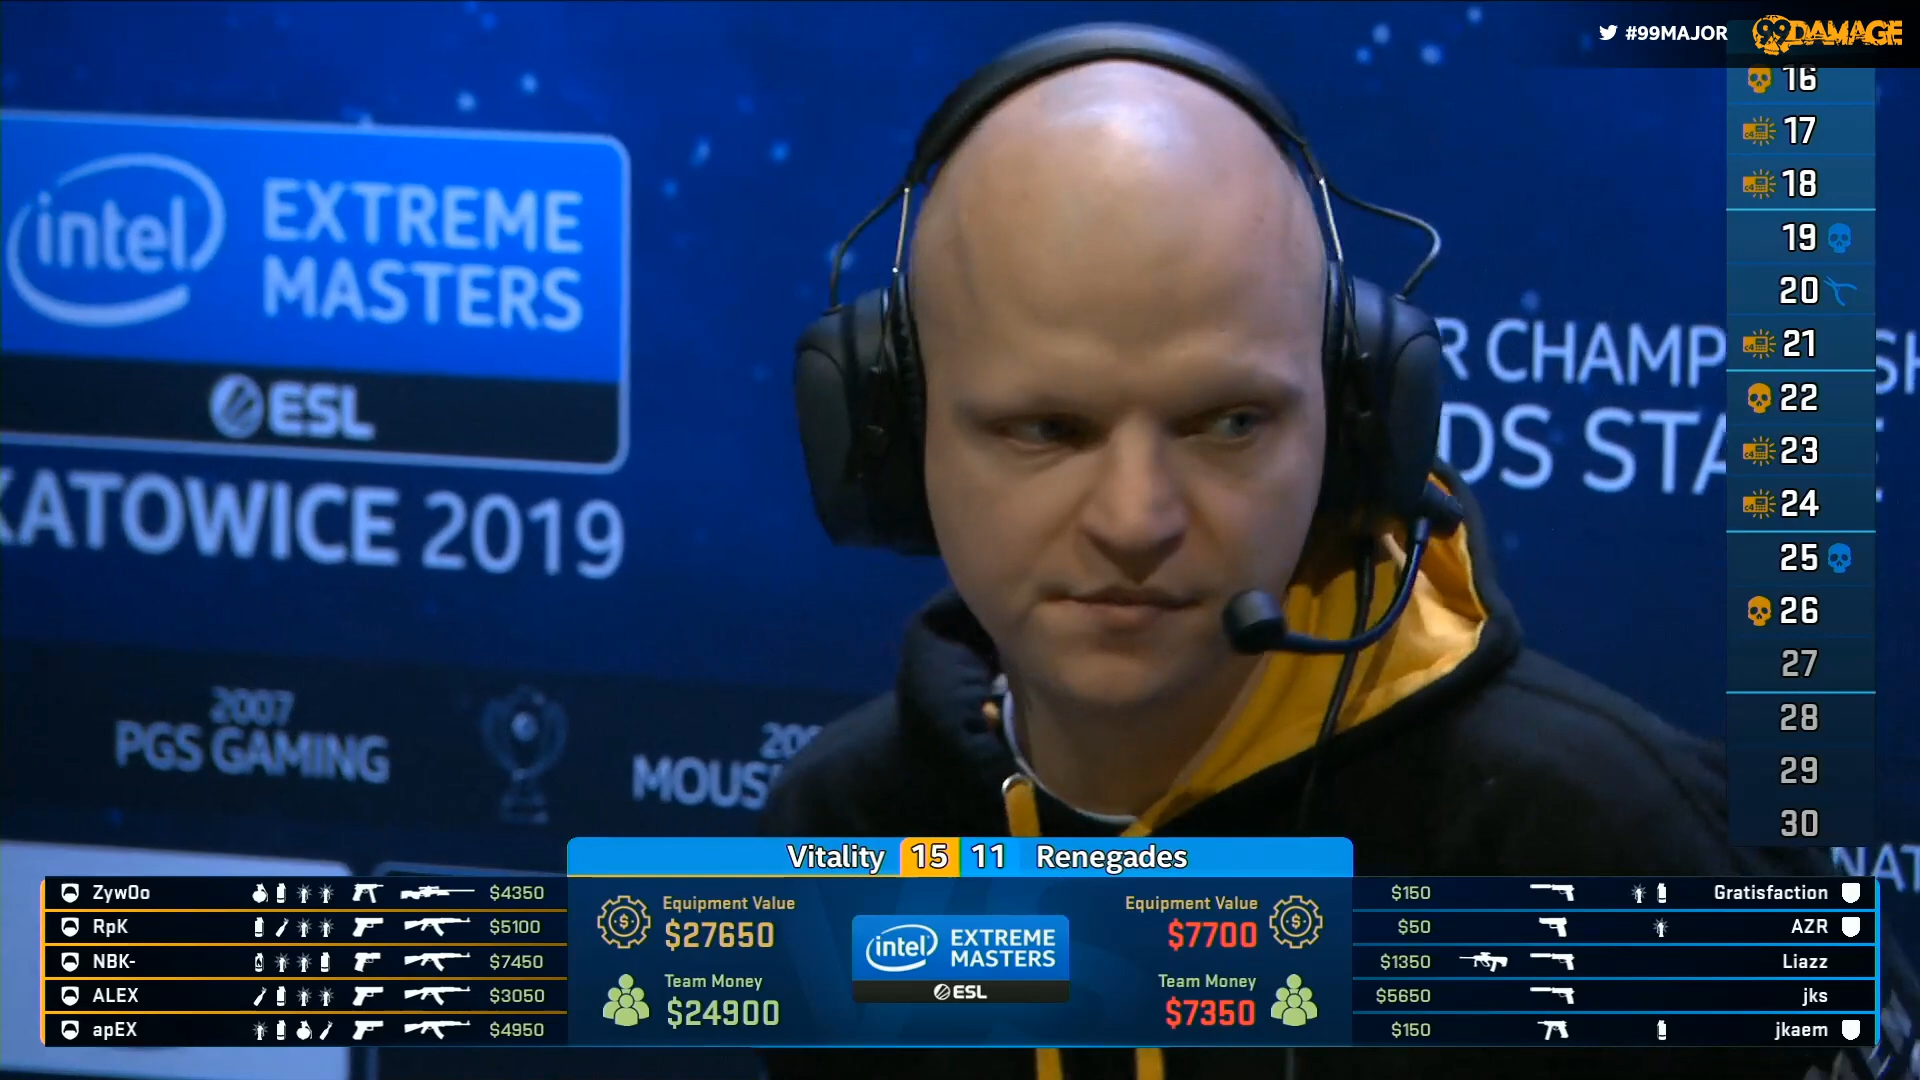 #99MAJOR
99DAMAGE
16
17
18
19
20
21
22
23
24
25
26
27
28
29
30
intel
EXTREME
MASTERS
ESL
KATOWICE 2019
R CHAMP
DS STA
2007
PGS GAMING
MOUS
Vitality 15 11 Renegades
ZywOo $4350
RpK $5100
NBK- $7450
ALEX $3050
apEX $4950
Equipment Value
$27650
Team Money
$24900
intel EXTREME
MASTERS
ESL
Equipment Value
$7700
Team Money
$7350
$150 Gratisfaction
$50 AZR
$1350 Liazz
$5650 jks
$150 jkaem